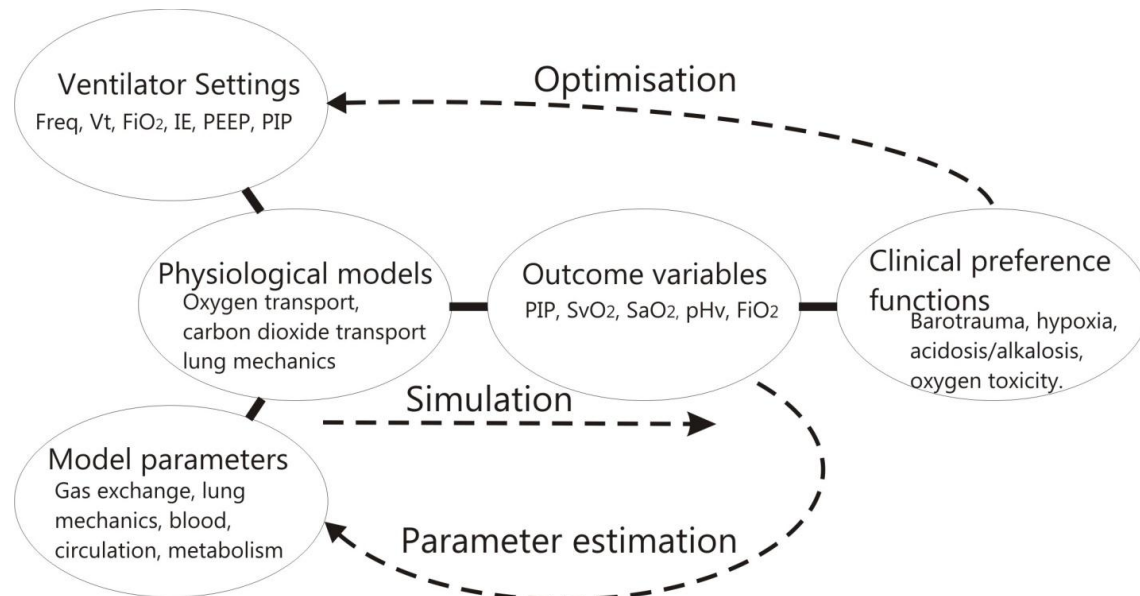 Ventilator Settings
Freq, Vt, FiO₂, IE, PEEP, PIP
Optimisation
Physiological models
Oxygen transport,
carbon dioxide transport
lung mechanics
Outcome variables
PIP, SvO₂, SaO₂, pHv, FiO₂
Clinical preference
functions
Barotrauma, hypoxia,
acidosis/alkalosis,
oxygen toxicity.
Simulation
Model parameters
Gas exchange, lung
mechanics, blood,
circulation, metabolism
Parameter estimation